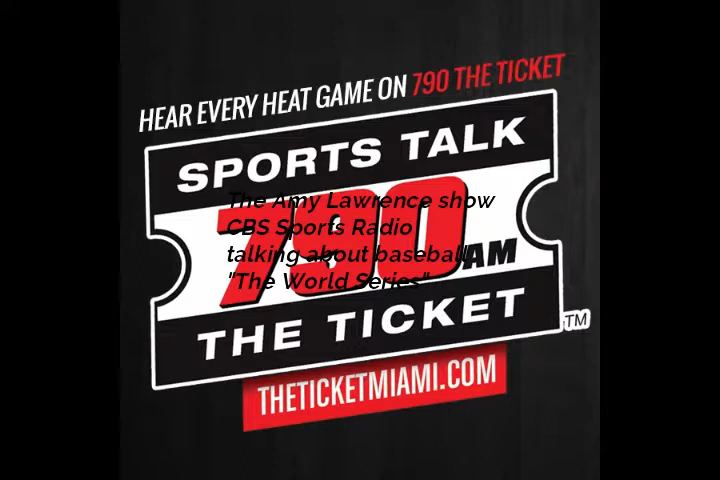 HEAR EVERY HEAT GAME ON 790 THE TICKET
SPORTS TALK
790 AM
The Amy Lawrence show
CBS Sports Radio
talking about baseball
"The World Series"
THE TICKET
TM
THETICKETMIAMI.COM